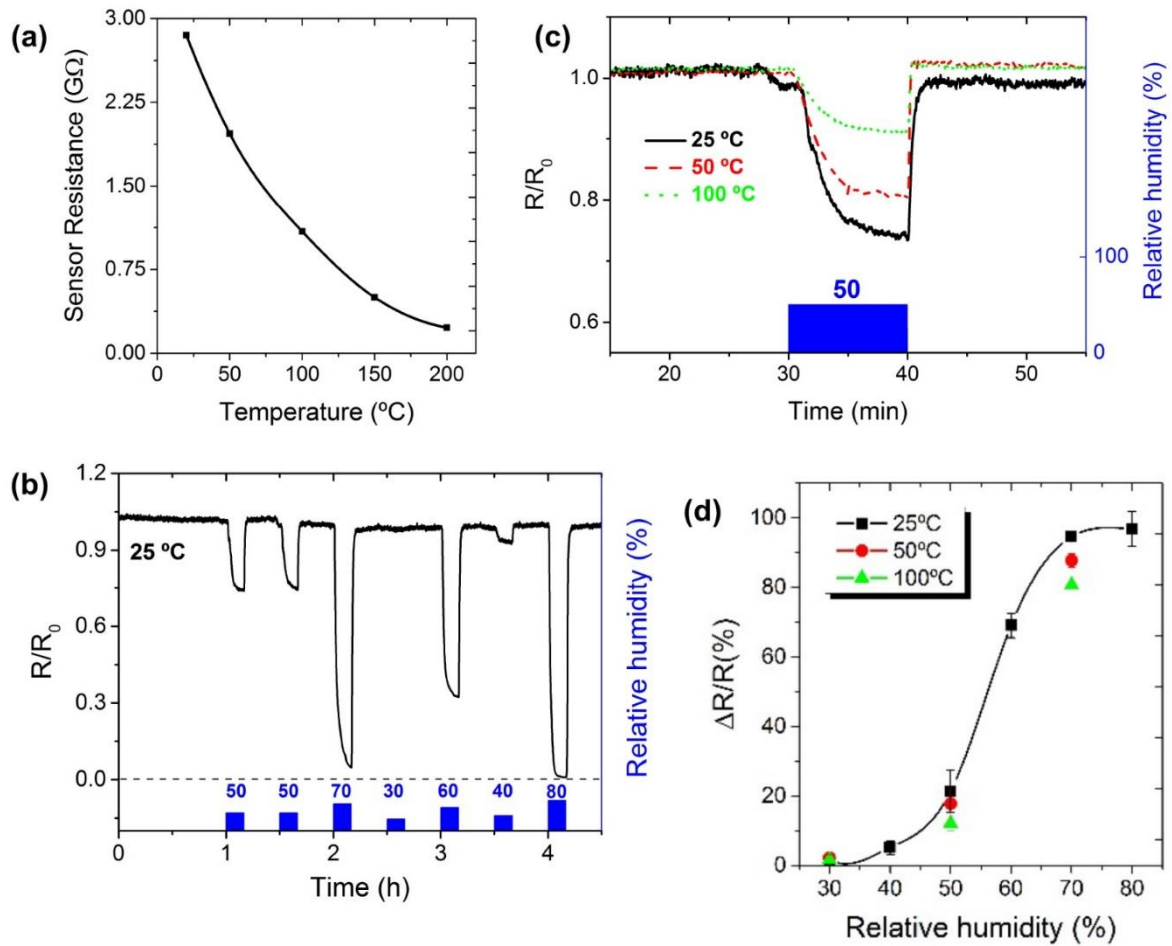 (a)
3.00
2.25
1.50
0.75
0.00
Sensor Resistance (GΩ)
0 50 100 150 200
Temperature (ºC)
(c)
1.0
0.8
0.6
R/R0
25 ºC
50 ºC
100 ºC
50
100
0
Relative humidity (%)
20 30 40 50
Time (min)
(b)
1.2
0.9
0.6
0.3
0.0
R/R0
25 ºC
50 50 70 30 60 40 80
Relative humidity (%)
0 1 2 3 4
Time (h)
(d)
100
80
60
40
20
0
ΔR/R(%)
25ºC
50ºC
100ºC
30 40 50 60 70 80
Relative humidity (%)